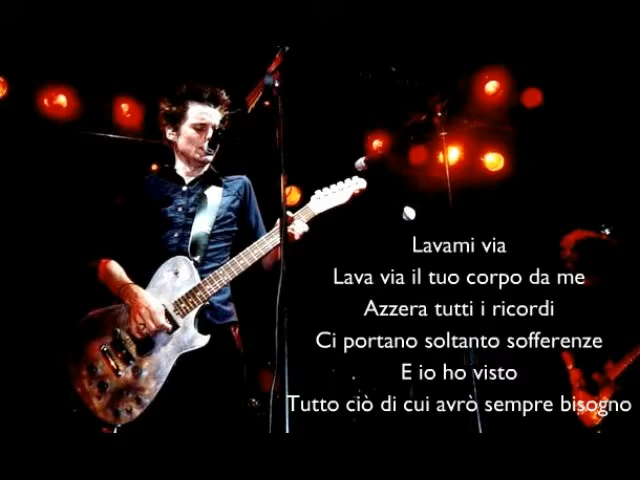 Lavami via
Lava via il tuo corpo da me
Azzera tutti i ricordi
Ci portano soltanto sofferenze
E io ho visto
Tutto ciò di cui avrò sempre bisogno